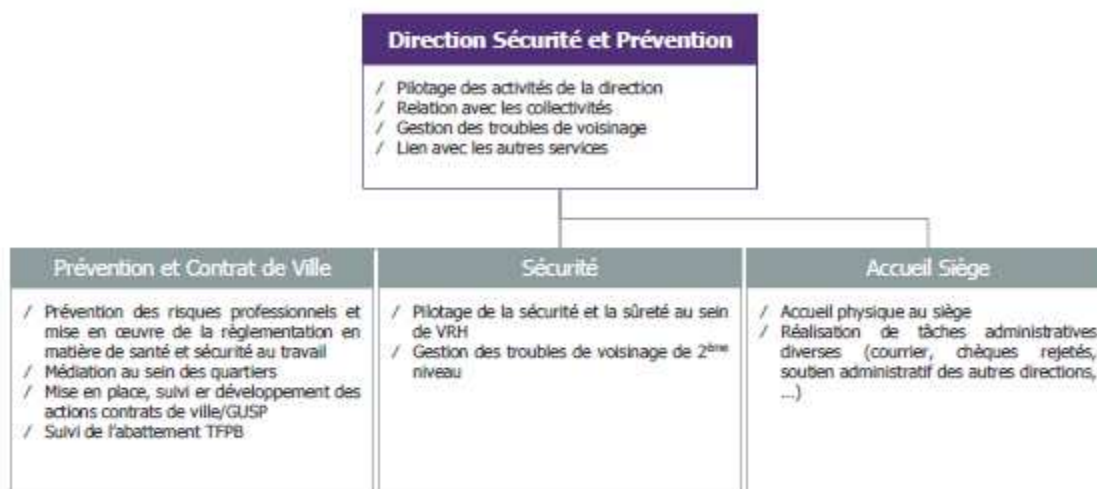 Direction Sécurité et Prévention
/ Pilotage des activités de la direction
/ Relation avec les collectivités
/ Gestion des troubles de voisinage
/ Lien avec les autres services
Prévention et Contrat de Ville
/ Prévention des risques professionnels et
mise en œuvre de la règlementation en
matière de santé et sécurité au travail
/ Médiation au sein des quartiers
/ Mise en place, suivi er développement des
actions contrats de ville/GUSP
/ Suivi de l'abattement TFPB
Sécurité
/ Pilotage de la sécurité et la sûreté au sein
de VRH
/ Gestion des troubles de voisinage de 2ème
niveau
Accueil Siège
/ Accueil physique au siège
/ Réalisation de tâches administratives
diverses (courrier, chèques rejetés,
soutien administratif des autres directions,
...)